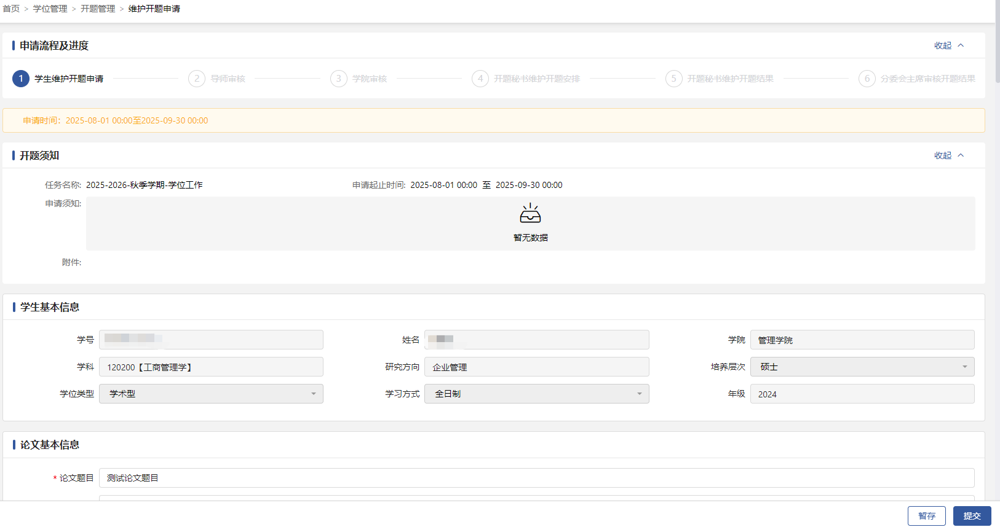 首页 > 学位管理 > 开题管理 > 维护开题申请
申请流程及进度 收起
1 学生维护开题申请 2 导师审核 3 学院审核 4 开题秘书维护开题安排 5 开题秘书维护开题结果 6 分委会主席审核开题结果
申请时间：2025-08-01 00:00至2025-09-30 00:00
开题须知 收起
任务名称: 2025-2026-秋季学期-学位工作 申请起止时间: 2025-08-01 00:00 至 2025-09-30 00:00
申请须知:
暂无数据
附件:
学生基本信息
学号 姓名 学院 管理学院
学科 120200【工商管理学】 研究方向 企业管理 培养层次 硕士
学位类型 学术型 学习方式 全日制 年级 2024
论文基本信息
* 论文题目 测试论文题目
暂存 提交